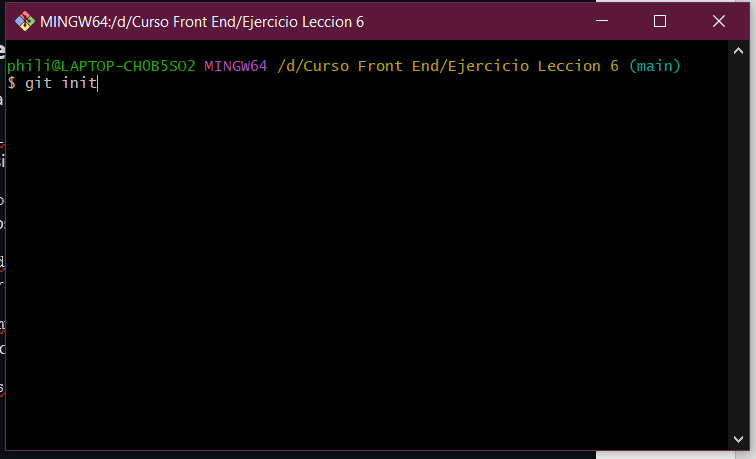 MINGW64:/d/Curso Front End/Ejercicio Leccion 6
phili@LAPTOP-CH0B5SO2 MINGW64 /d/Curso Front End/Ejercicio Leccion 6 (main)
$ git init